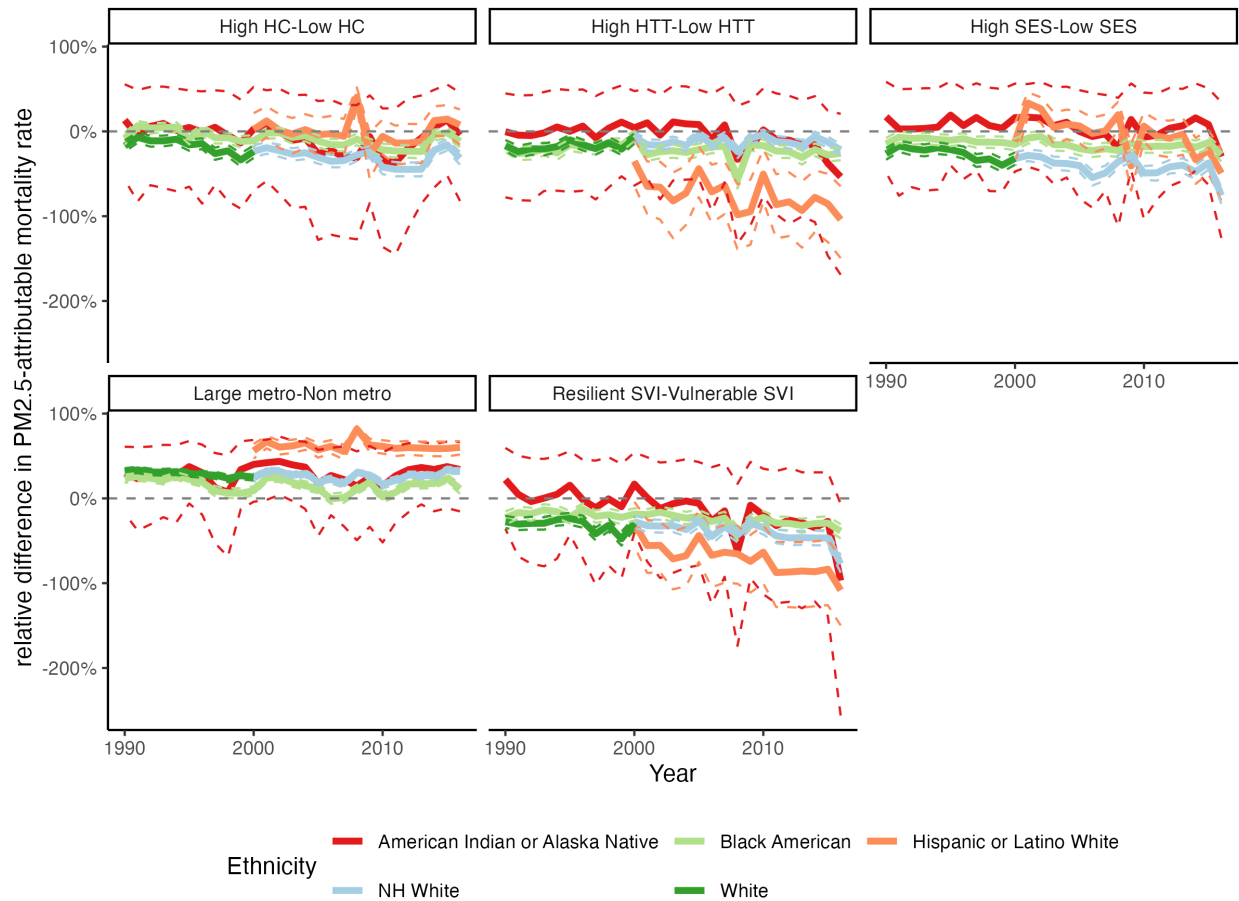 High HC-Low HC
High HTT-Low HTT
High SES-Low SES
100%
0%
-100%
-200%
1990
2000
2010
Large metro-Non metro
Resilient SVI-Vulnerable SVI
100%
0%
-100%
-200%
1990
2000
2010
1990
2000
2010
relative difference in PM2.5-attributable mortality rate
Year
Ethnicity
American Indian or Alaska Native
Black American
Hispanic or Latino White
NH White
White